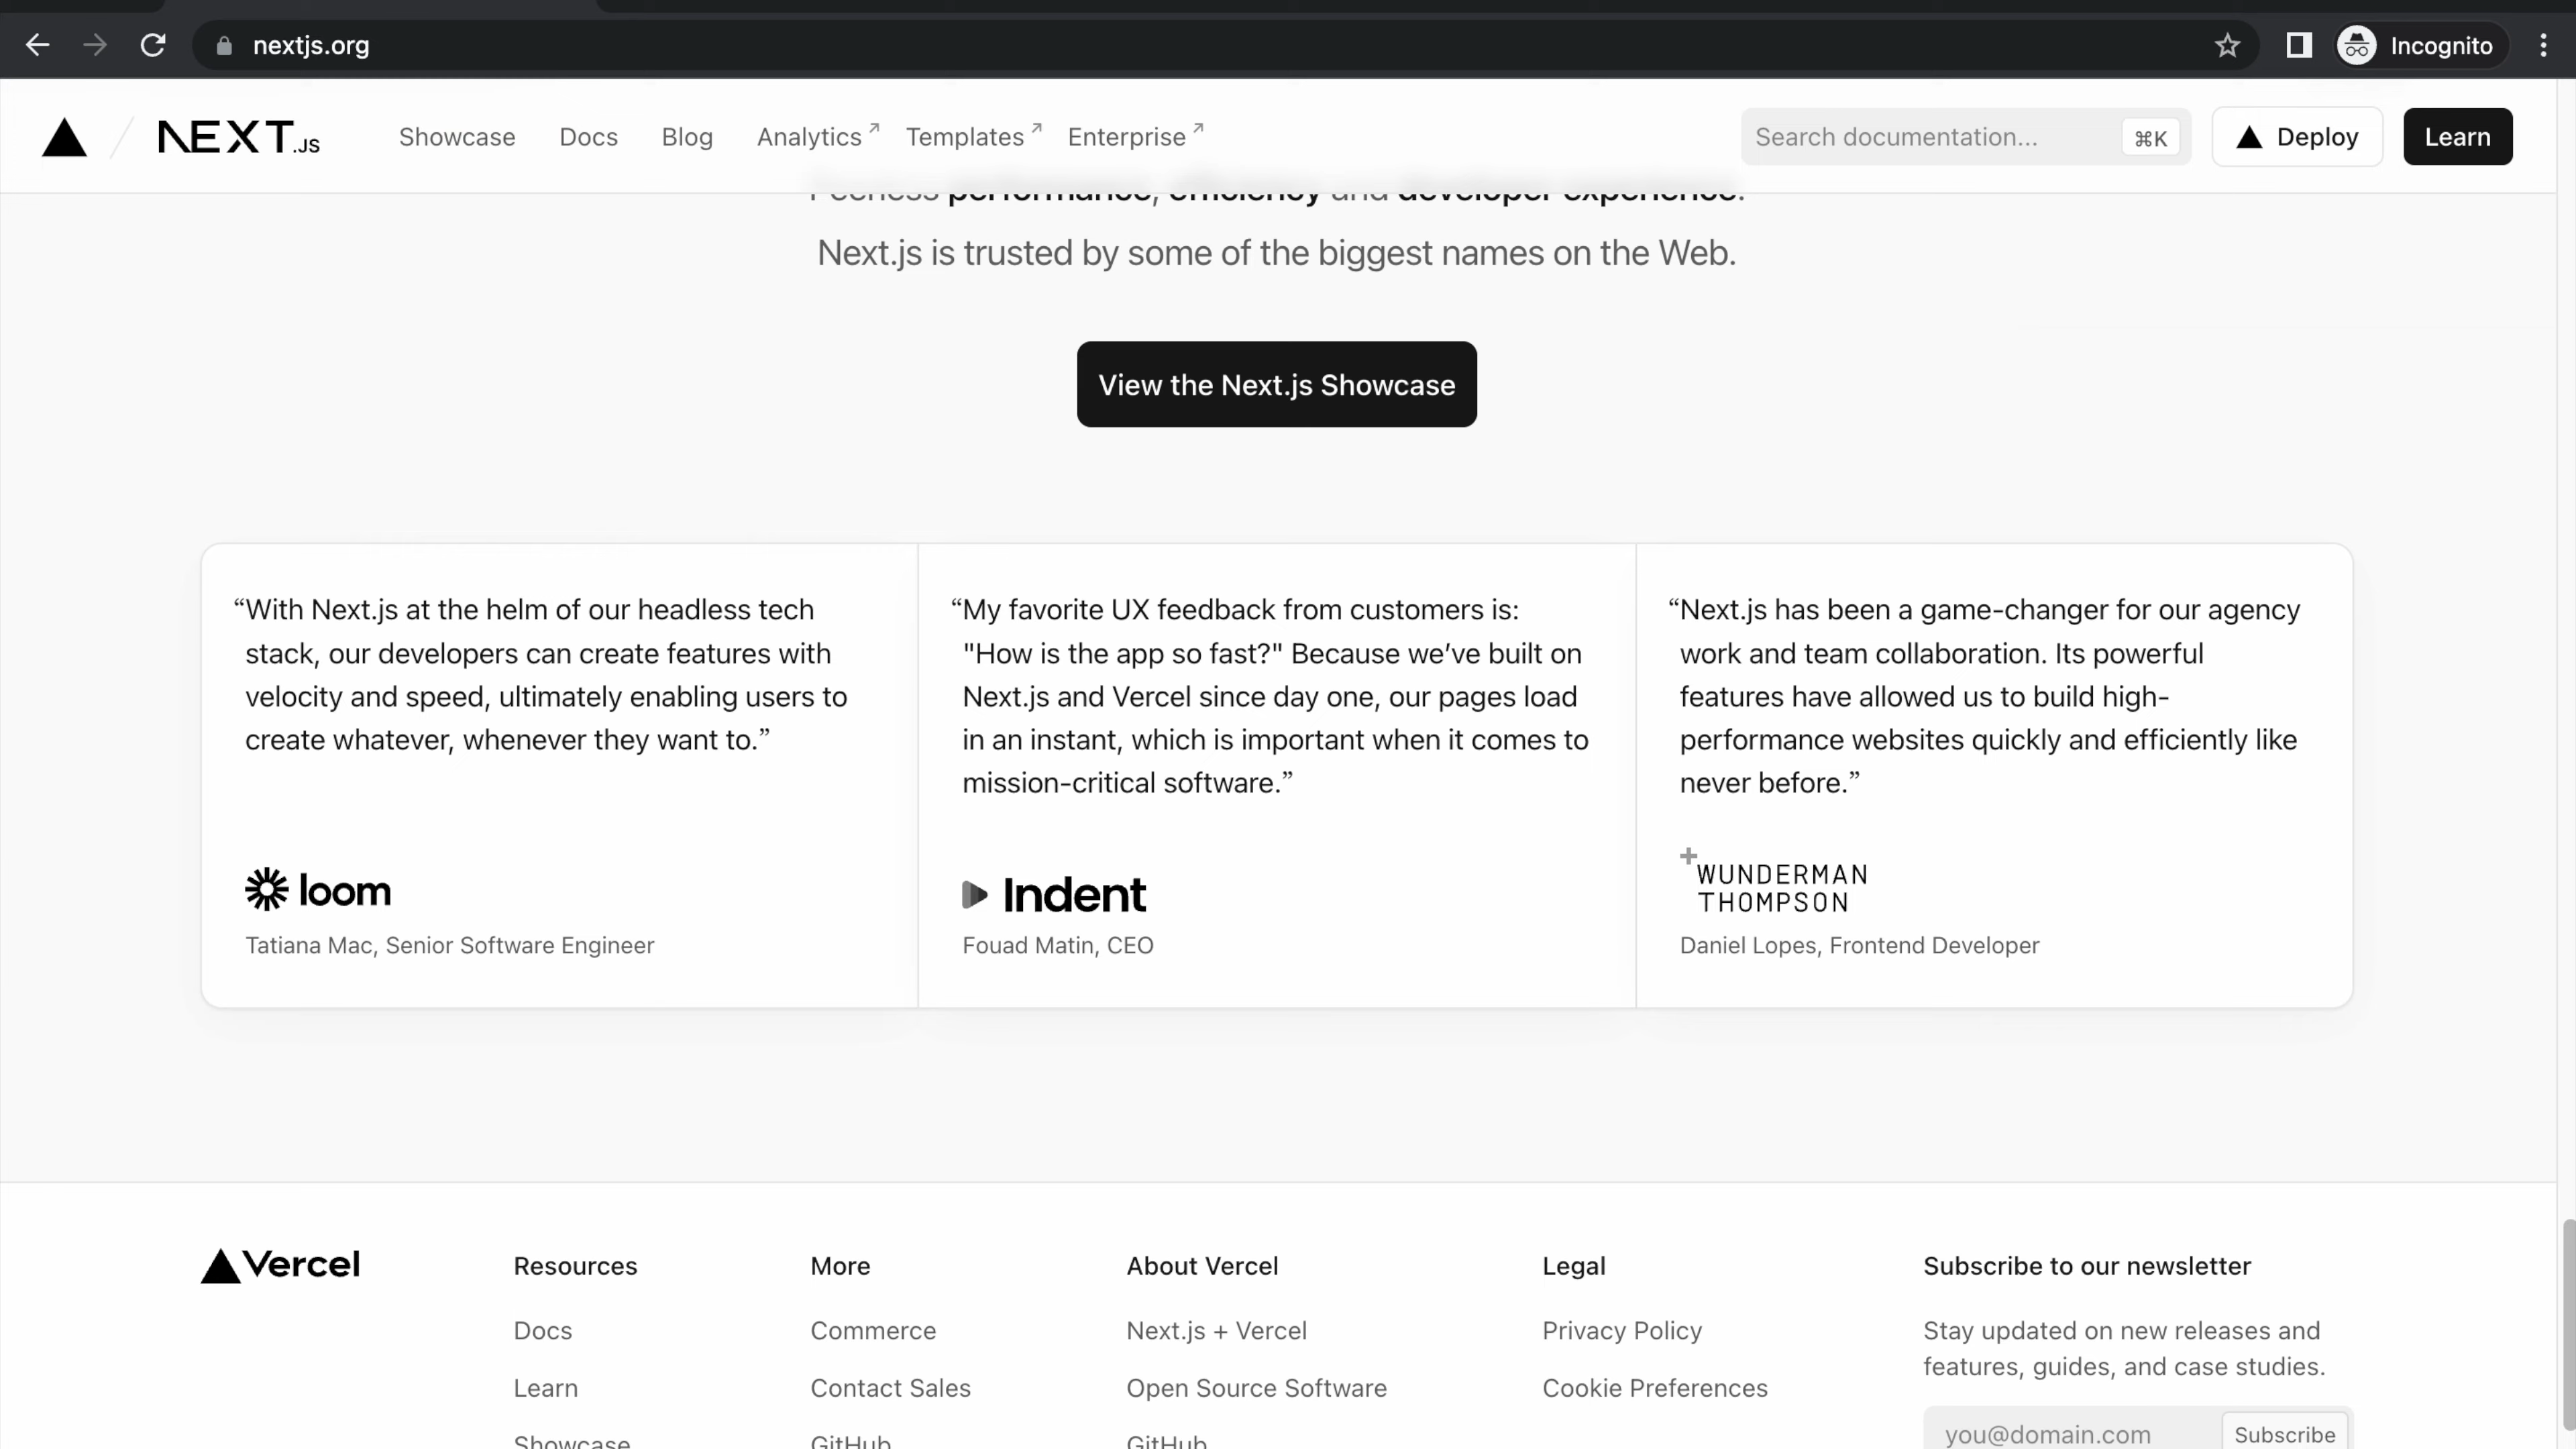 nextjs.org
Incognito
NEXT.JS
Showcase
Docs
Blog
Analytics ↗
Templates ↗
Enterprise ↗
Search documentation...
⌘K
Deploy
Learn
Peerless performance, efficiency and developer experience.
Next.js is trusted by some of the biggest names on the Web.
View the Next.js Showcase
“With Next.js at the helm of our headless tech
stack, our developers can create features with
velocity and speed, ultimately enabling users to
create whatever, whenever they want to.”
loom
Tatiana Mac, Senior Software Engineer
“My favorite UX feedback from customers is:
"How is the app so fast?" Because we’ve built on
Next.js and Vercel since day one, our pages load
in an instant, which is important when it comes to
mission-critical software.”
Indent
Fouad Matin, CEO
“Next.js has been a game-changer for our agency
work and team collaboration. Its powerful
features have allowed us to build high-
performance websites quickly and efficiently like
never before.”
WUNDERMAN
THOMPSON
Daniel Lopes, Frontend Developer
Vercel
Resources
Docs
Learn
Showcase
More
Commerce
Contact Sales
GitHub
About Vercel
Next.js + Vercel
Open Source Software
GitHub
Legal
Privacy Policy
Cookie Preferences
Subscribe to our newsletter
Stay updated on new releases and
features, guides, and case studies.
you@domain.com
Subscribe